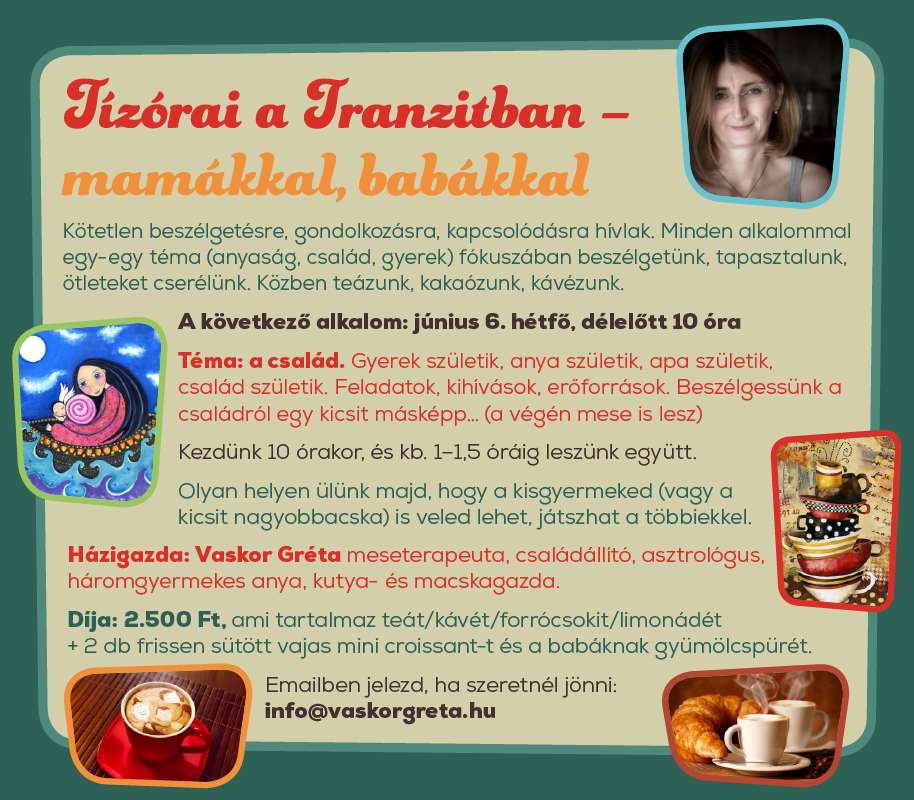 Tízórai a Tranzitban –
mamákkal, babákkal
Kötetlen beszélgetésre, gondolkozásra, kapcsolódásra hívlak. Minden alkalommal
egy-egy téma (anyaság, család, gyerek) fókuszában beszélgetünk, tapasztalunk,
ötleteket cserélünk. Közben teázunk, kakaózunk, kávézunk.
A következő alkalom: június 6. hétfő, délelőtt 10 óra
Téma: a család. Gyerek születik, anya születik, apa születik,
család születik. Feladatok, kihívások, erőforrások. Beszélgessünk a
családról egy kicsit másképp... (a végén mese is lesz)
Kezdünk 10 órakor, és kb. 1–1,5 óráig leszünk együtt.
Olyan helyen ülünk majd, hogy a kisgyermeked (vagy a
kicsit nagyobbacska) is veled lehet, játszhat a többiekkel.
Házigazda: Vaskor Gréta meseterapeuta, családállító, asztrológus,
háromgyermekes anya, kutya- és macskagazda.
Díja: 2.500 Ft, ami tartalmaz teát/kávét/forrócsokit/limonádét
+ 2 db frissen sütött vajas mini croissant-t és a babáknak gyümölcspürét.
Emailben jelezd, ha szeretnél jönni:
info@vaskorgreta.hu